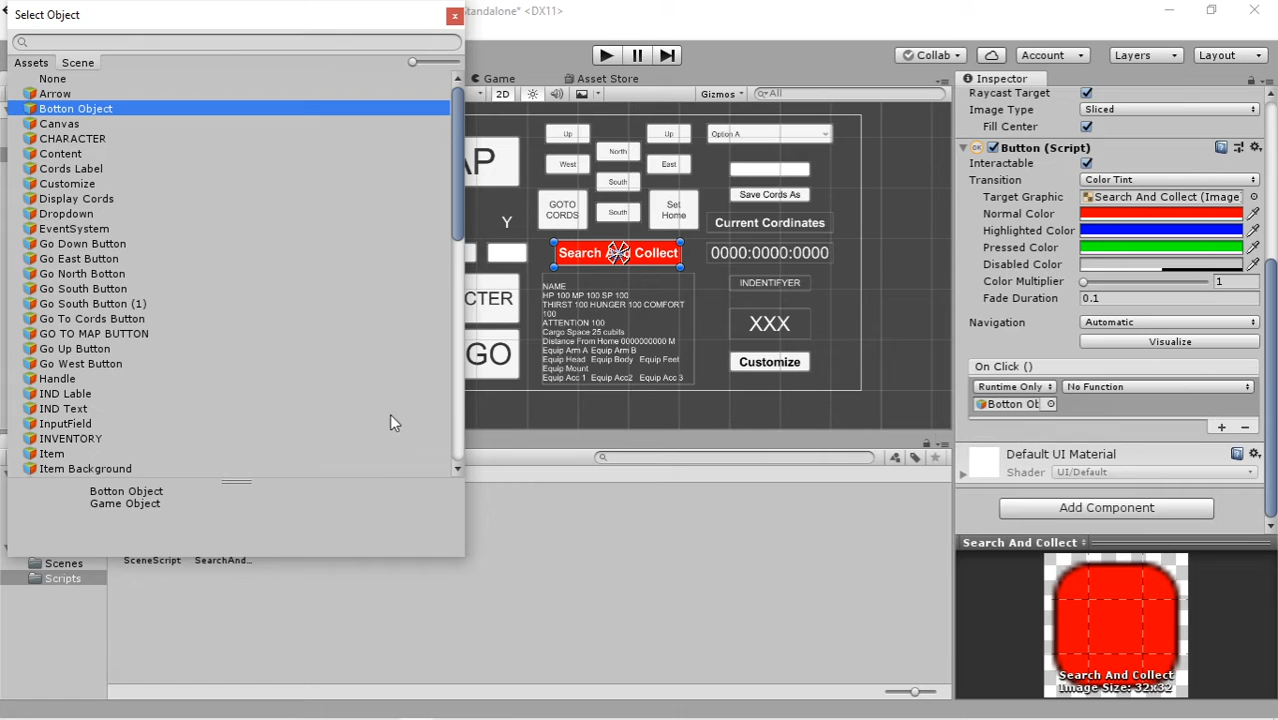 Select Object
Standalone* <DX11>
Collab
Account
Layers
Layout
Assets
Scene
None
Arrow
Botton Object
Canvas
CHARACTER
Content
Cords Label
Customize
Display Cords
Dropdown
EventSystem
Go Down Button
Go East Button
Go North Botton
Go South Button
Go South Button (1)
Go To Cords Button
GO TO MAP BUTTON
Go Up Button
Go West Button
Handle
IND Lable
IND Text
InputField
INVENTORY
Item
Item Background
Botton Object
Game Object
Game
Asset Store
2D
Gizmos
All
AP
Up
Up
Option A
North
West
East
South
Save Cords As
GOTO
CORDS
South
Set
Home
Y
Current Cordinates
Search And Collect
0000:0000:0000
CTER
GO
NAME
HP 100 MP 100 SP 100
THIRST 100 HUNGER 100 COMFORT
100
ATTENTION 100
Cargo Space 25 cubits
Distance From Home 0000000000 M
Equip Arm A Equip Arm B
Equip Head Equip Body Equip Feet
Equip Mount
Equip Acc 1 Equip Acc2 Equip Acc 3
INDENTIFYER
XXX
Customize
Scenes
Scripts
SceneScript
SearchAnd...
Inspector
Raycast Target
Image Type
Sliced
Fill Center
Button (Script)
Interactable
Transition
Color Tint
Target Graphic
Search And Collect (Image
Normal Color
Highlighted Color
Pressed Color
Disabled Color
Color Multiplier
1
Fade Duration
0.1
Navigation
Automatic
Visualize
On Click ()
Runtime Only
No Function
Botton Ob
Default UI Material
Shader
UI/Default
Add Component
Search And Collect
Search And Collect
Image Size: 32x32